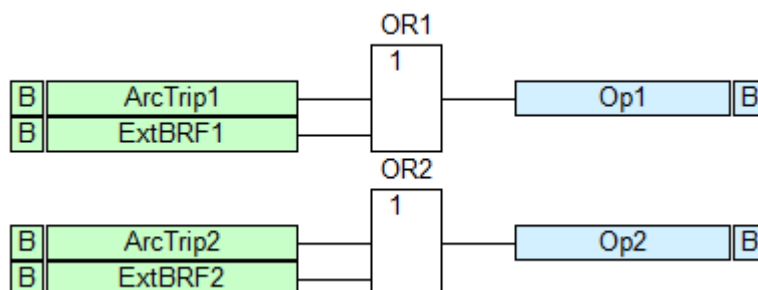 OR1
1
B ArcTrip1 Op1 B
B ExtBRF1
OR2
1
B ArcTrip2 Op2 B
B ExtBRF2